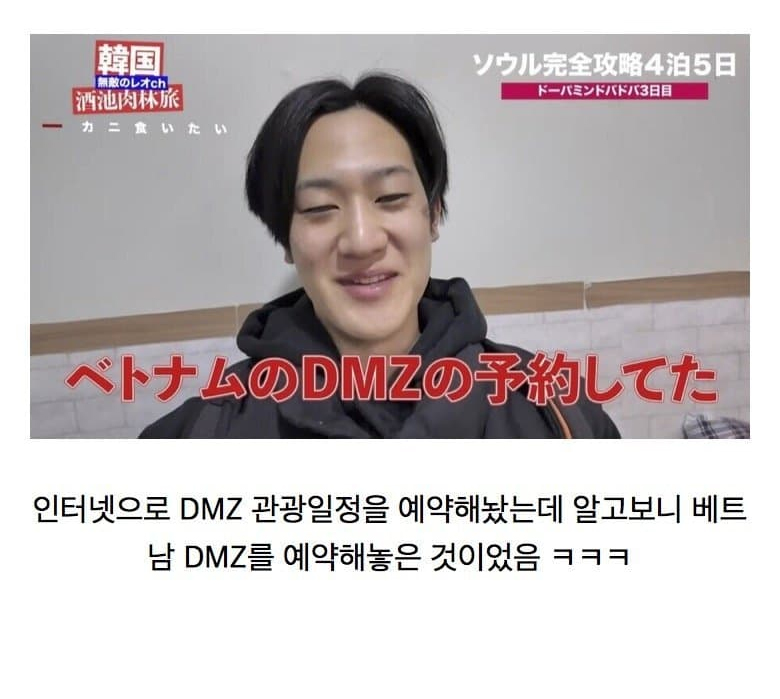 韓国
無敵のレオch
酒池肉林旅
カニ食いたい
ソウル完全攻略4泊5日
ドーパミンドバドバ3日目
ベトナムのDMZの予約してた
인터넷으로 DMZ 관광일정을 예약해놨는데 알고보니 베트
남 DMZ를 예약해놓은 것이었음 ㅋㅋㅋ